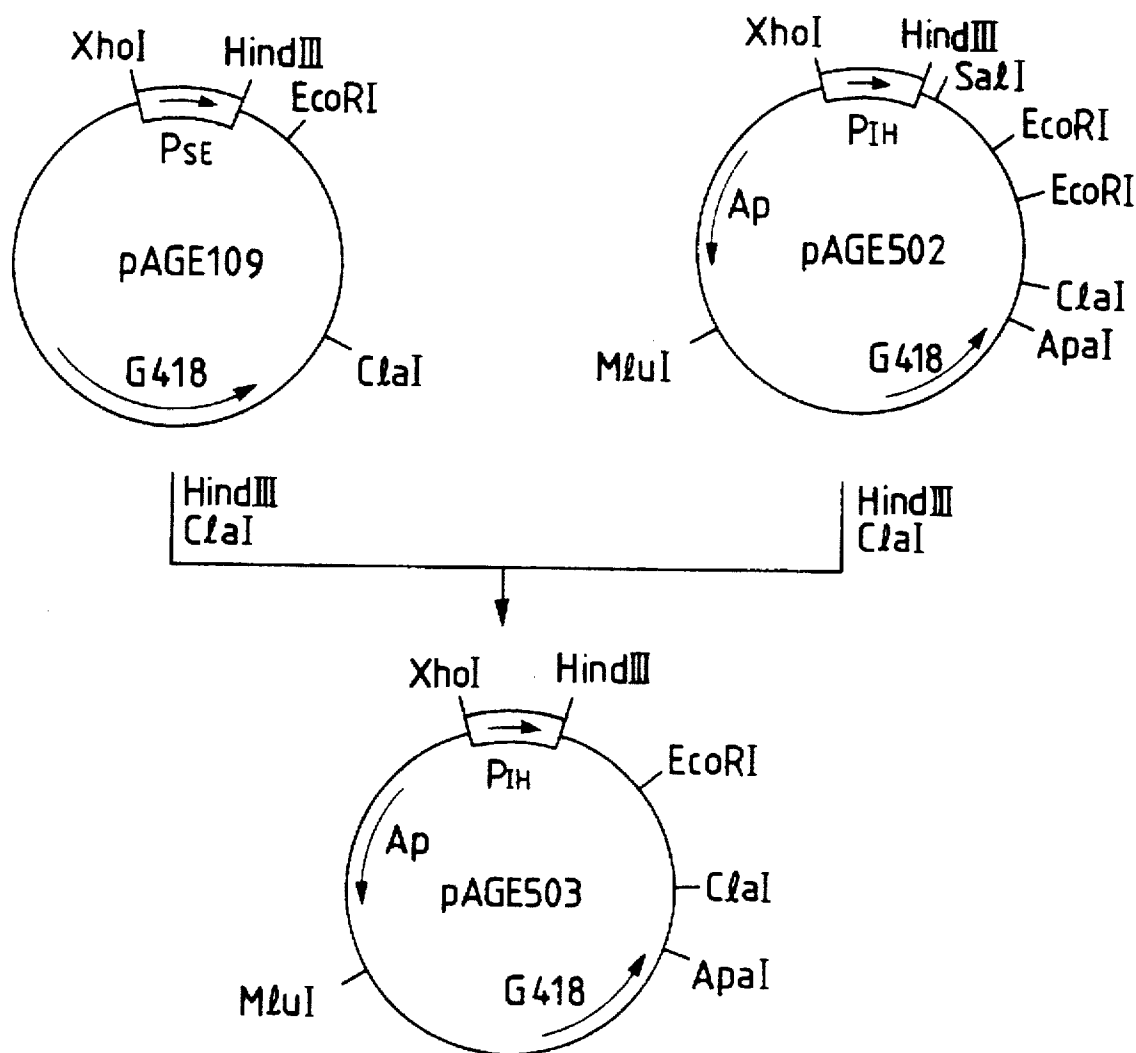 XhoI
HindIII
EcoRI
PSE
pAGE109
G418
ClaI
XhoI
HindIII
SalI
EcoRI
EcoRI
PIH
Ap
pAGE502
ClaI
ApaI
G418
MluI
HindIII
ClaI
HindIII
ClaI
XhoI
HindIII
EcoRI
PIH
Ap
pAGE503
ClaI
ApaI
G418
MluI